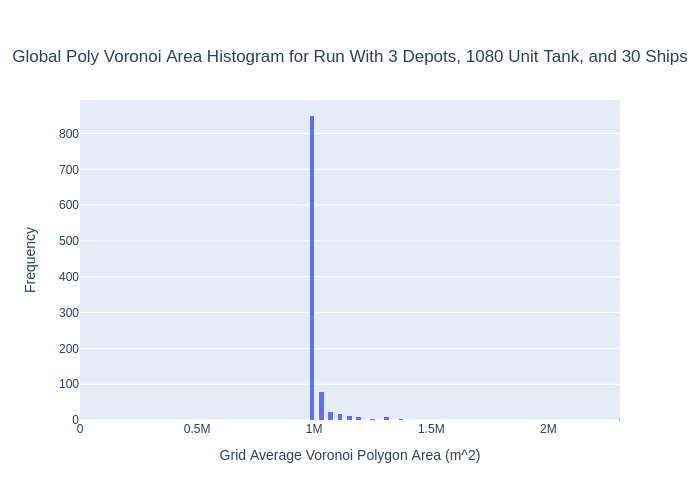 Global Poly Voronoi Area Histogram for Run With 3 Depots, 1080 Unit Tank, and 30 Ships
800
700
600
500
400
300
200
100
0
Frequency
0 0.5M 1M 1.5M 2M
Grid Average Voronoi Polygon Area (m^2)